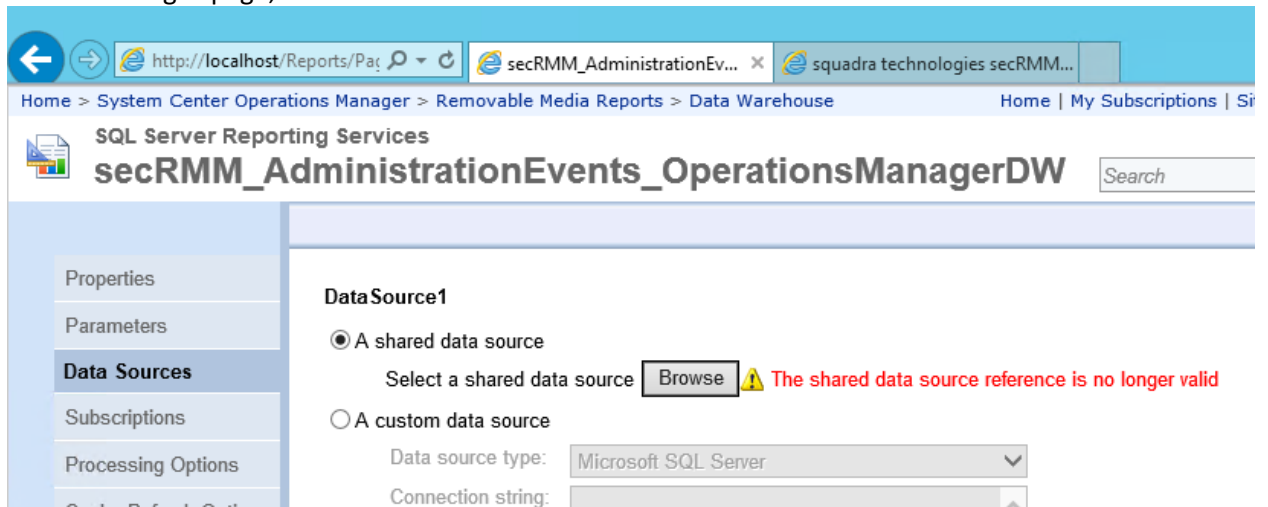 http://localhost/Reports/Pag secRMM_AdministrationEv... squadra technologies secRMM...
Home > System Center Operations Manager > Removable Media Reports > Data Warehouse Home | My Subscriptions |
SQL Server Reporting Services
secRMM_AdministrationEvents_OperationsManagerDW Search
Properties
DataSource1
Parameters
A shared data source
Data Sources
Select a shared data source Browse The shared data source reference is no longer valid
Subscriptions
A custom data source
Processing Options
Data source type: Microsoft SQL Server
Connection string: